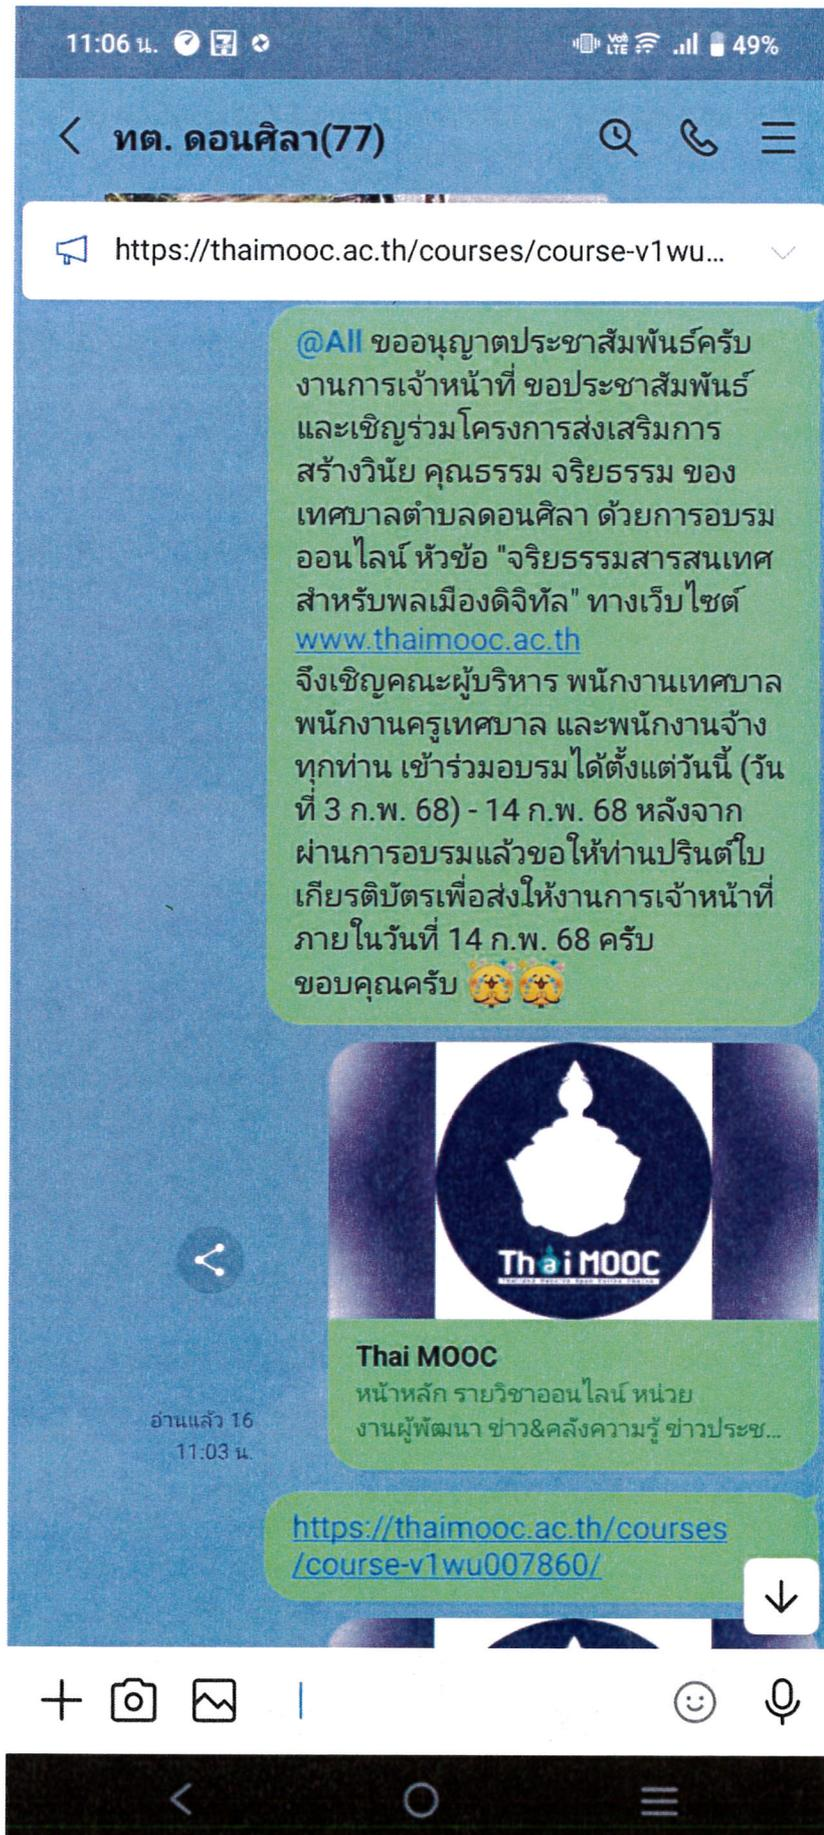 11:06 น.
Vo) LTE
49%
ทต. ดอนศิลา(77)
https://thaimooc.ac.th/courses/course-v1wu...
@All ขออนุญาตประชาสัมพันธ์ครับ
งานการเจ้าหน้าที่ ขอประชาสัมพันธ์
และเชิญร่วมโครงการส่งเสริมการ
สร้างวินัย คุณธรรม จริยธรรม ของ
เทศบาลตำบลดอนศิลา ด้วยการอบรม
ออนไลน์ หัวข้อ "จริยธรรมสารสนเทศ
สำหรับพลเมืองดิจิทัล" ทางเว็บไซต์
www.thaimooc.ac.th
จึงเชิญคณะผู้บริหาร พนักงานเทศบาล
พนักงานครูเทศบาล และพนักงานจ้าง
ทุกท่าน เข้าร่วมอบรมได้ตั้งแต่วันนี้ (วัน
ที่ 3 ก.พ. 68) - 14 ก.พ. 68 หลังจาก
ผ่านการอบรมแล้วขอให้ท่านปรินต์ใบ
เกียรติบัตรเพื่อส่งให้งานการเจ้าหน้าที่
ภายในวันที่ 14 ก.พ. 68 ครับ
ขอบคุณครับ
Thai MOOC
Thai MOOC
หน้าหลัก รายวิชาออนไลน์ หน่วย
งานผู้พัฒนา ข่าว&คลังความรู้ ข่าวประช...
อ่านแล้ว 16
11:03 น.
https://thaimooc.ac.th/courses
/course-v1wu007860/